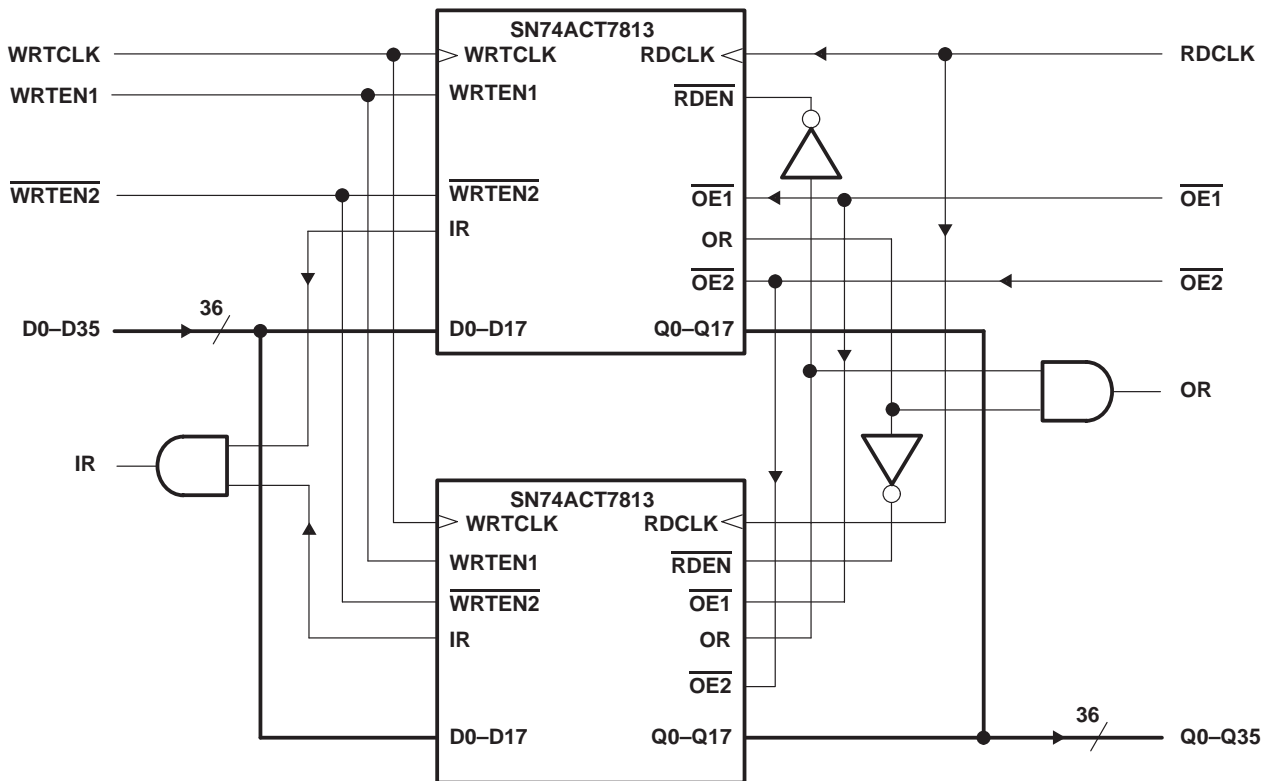 SN74ACT7813
WRTCLK
WRTCLK
RDCLK
RDCLK
WRTEN1
WRTEN1
RDEN
WRTEN2
WRTEN2
OE1
OE1
IR
OR
OE2
OE2
36
D0–D35
D0–D17
Q0–Q17
OR
IR
SN74ACT7813
WRTCLK
RDCLK
WRTEN1
RDEN
WRTEN2
OE1
IR
OR
OE2
36
D0–D17
Q0–Q17
Q0–Q35